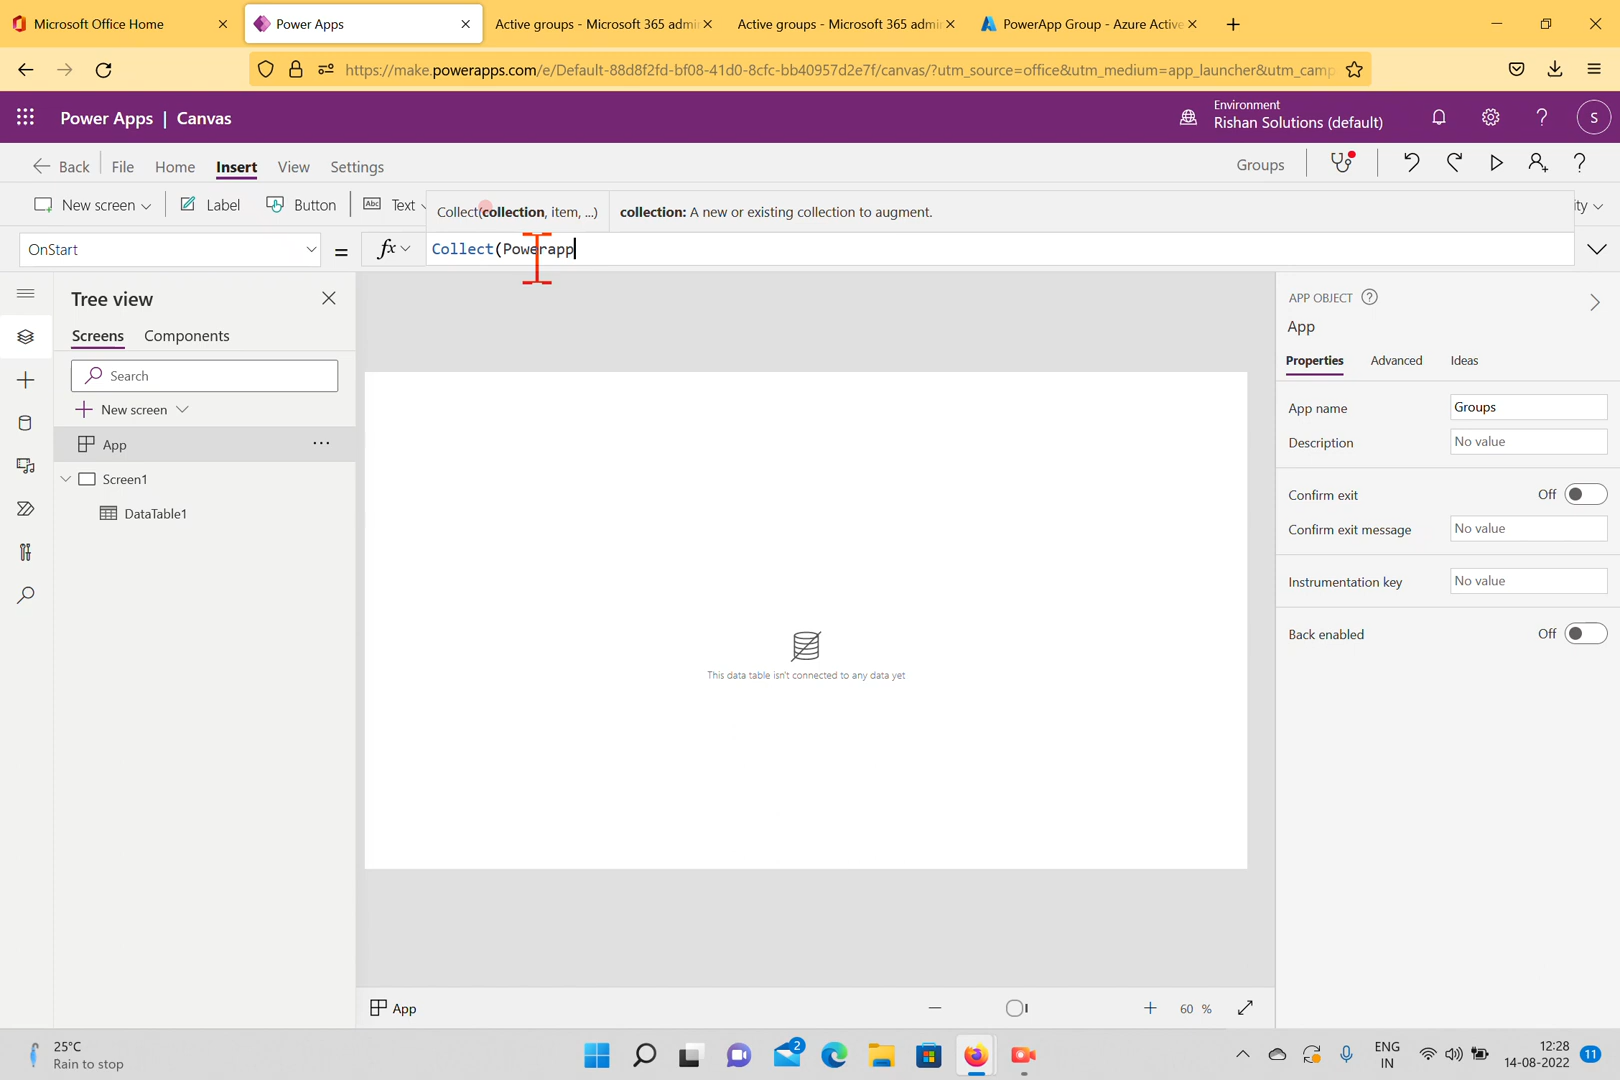 Microsoft Office Home
Power Apps
Active groups - Microsoft 365 admi
Active groups - Microsoft 365 admi
PowerApp Group - Azure Active
https://make.powerapps.com/e/Default-88d8f2fd-bf08-41d0-8cfc-bb40957d2e7f/canvas/?utm_source=office&utm_medium=app_launcher&utm_camp
Power Apps | Canvas
Environment
Rishan Solutions (default)
S
Back File Home Insert View Settings
Groups
New screen
Label
Button
Abc Text
Collect(collection, item, ...)
collection: A new or existing collection to augment.
ity
OnStart
=
fx
Collect(Powerapp
Tree view
Screens Components
Search
New screen
App
Screen1
DataTable1
This data table isn't connected to any data yet
APP OBJECT
App
Properties Advanced Ideas
App name Groups
Description No value
Confirm exit Off
Confirm exit message No value
Instrumentation key No value
Back enabled Off
App
60 %
25°C
Rain to stop
2
ENG
IN
12:28
14-08-2022
11